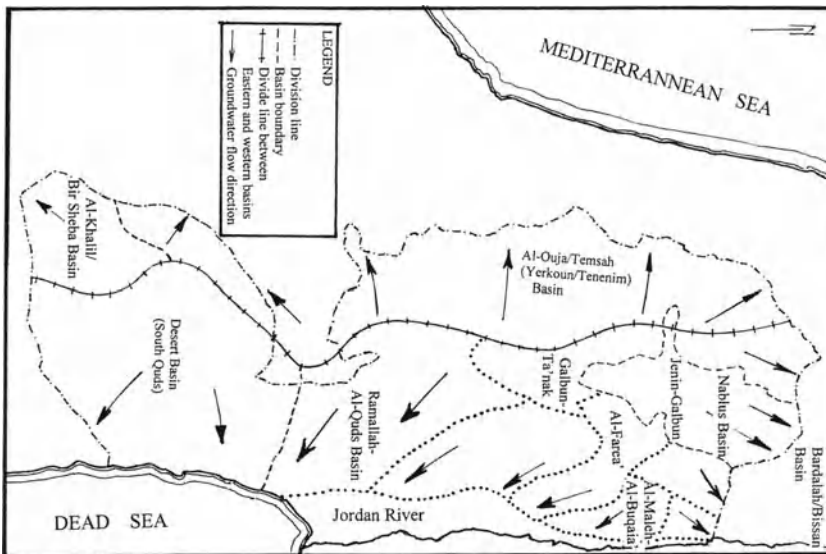 MEDITERRANNEAN SEA
LEGEND
Division line
Basin boundary
Divide line between
Eastern and western basins
Groundwater flow direction
Al-Khalil/
Bir Sheba Basin
Al-Ouja/Temsah
(Yerkoun/Tenenim)
Basin
Desert Basin
(South Quds)
Ramallah-
Al-Quds Basin
Galbun-
Ta'nak
Jenin-Galbun
Nablus Basin
Al-Farea
Al-Maleh-
Al-Buqaia
Bardalah/Bissan
Basin
Jordan River
DEAD SEA